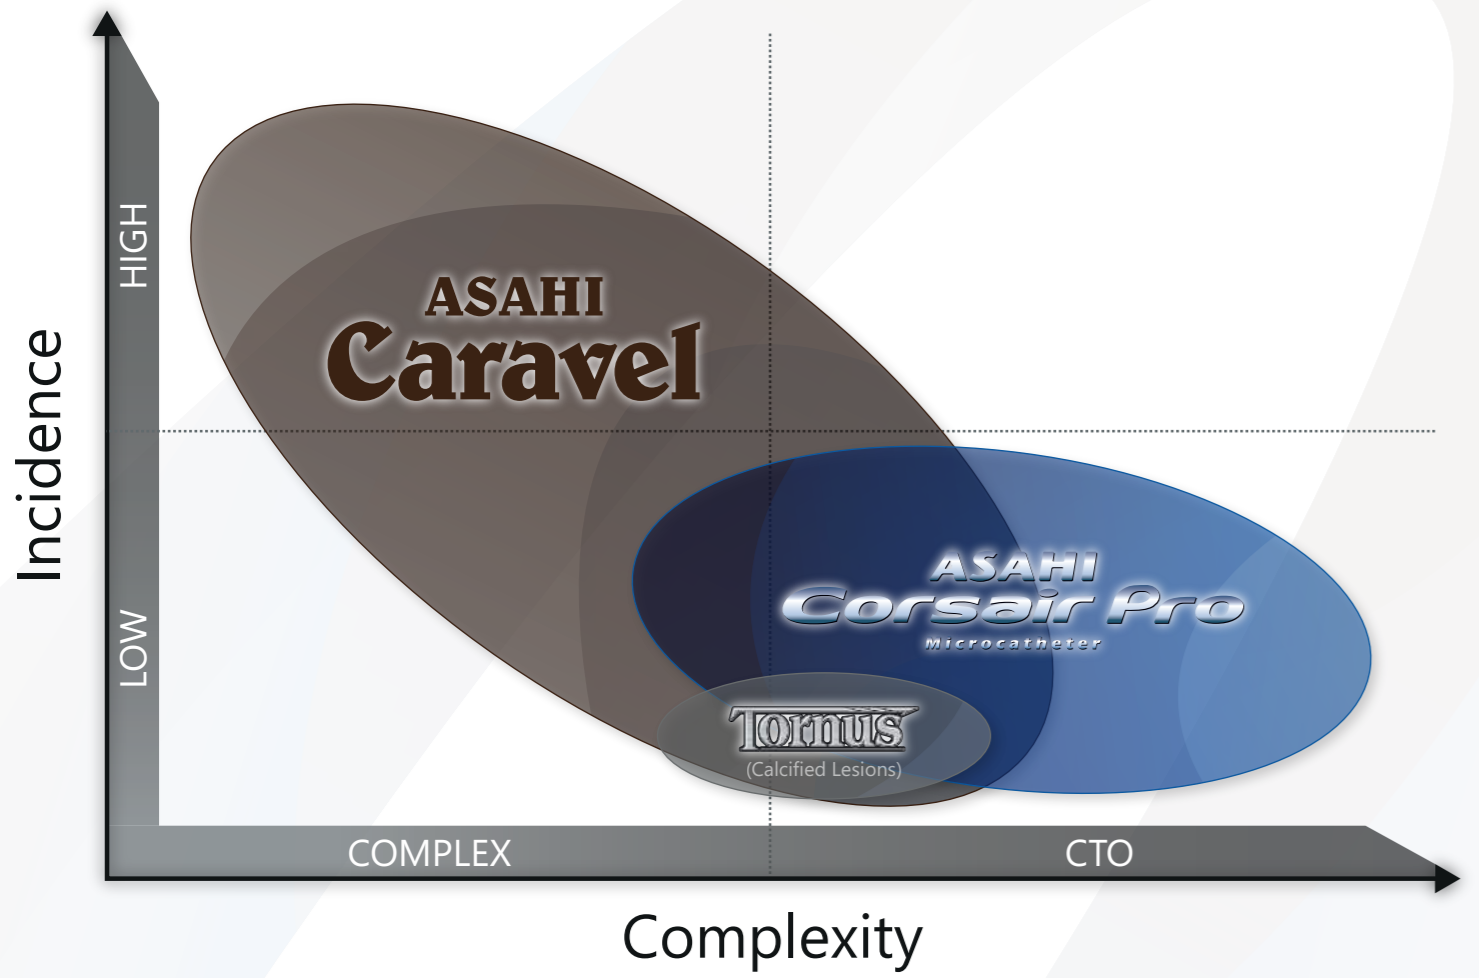 Incidence
HIGH
LOW
ASAHI
Caravel
ASAHI
Corsair Pro
Microcatheter
Tornus
(Calcified Lesions)
COMPLEX
CTO
Complexity